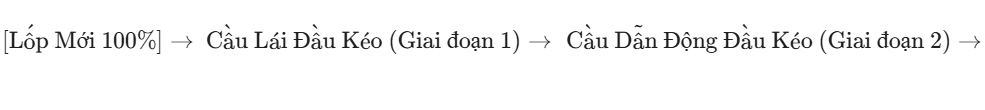 [Lốp Mới 100%] → Cầu Lái Đầu Kéo (Giai đoạn 1) → Cầu Dẫn Động Đầu Kéo (Giai đoạn 2) →